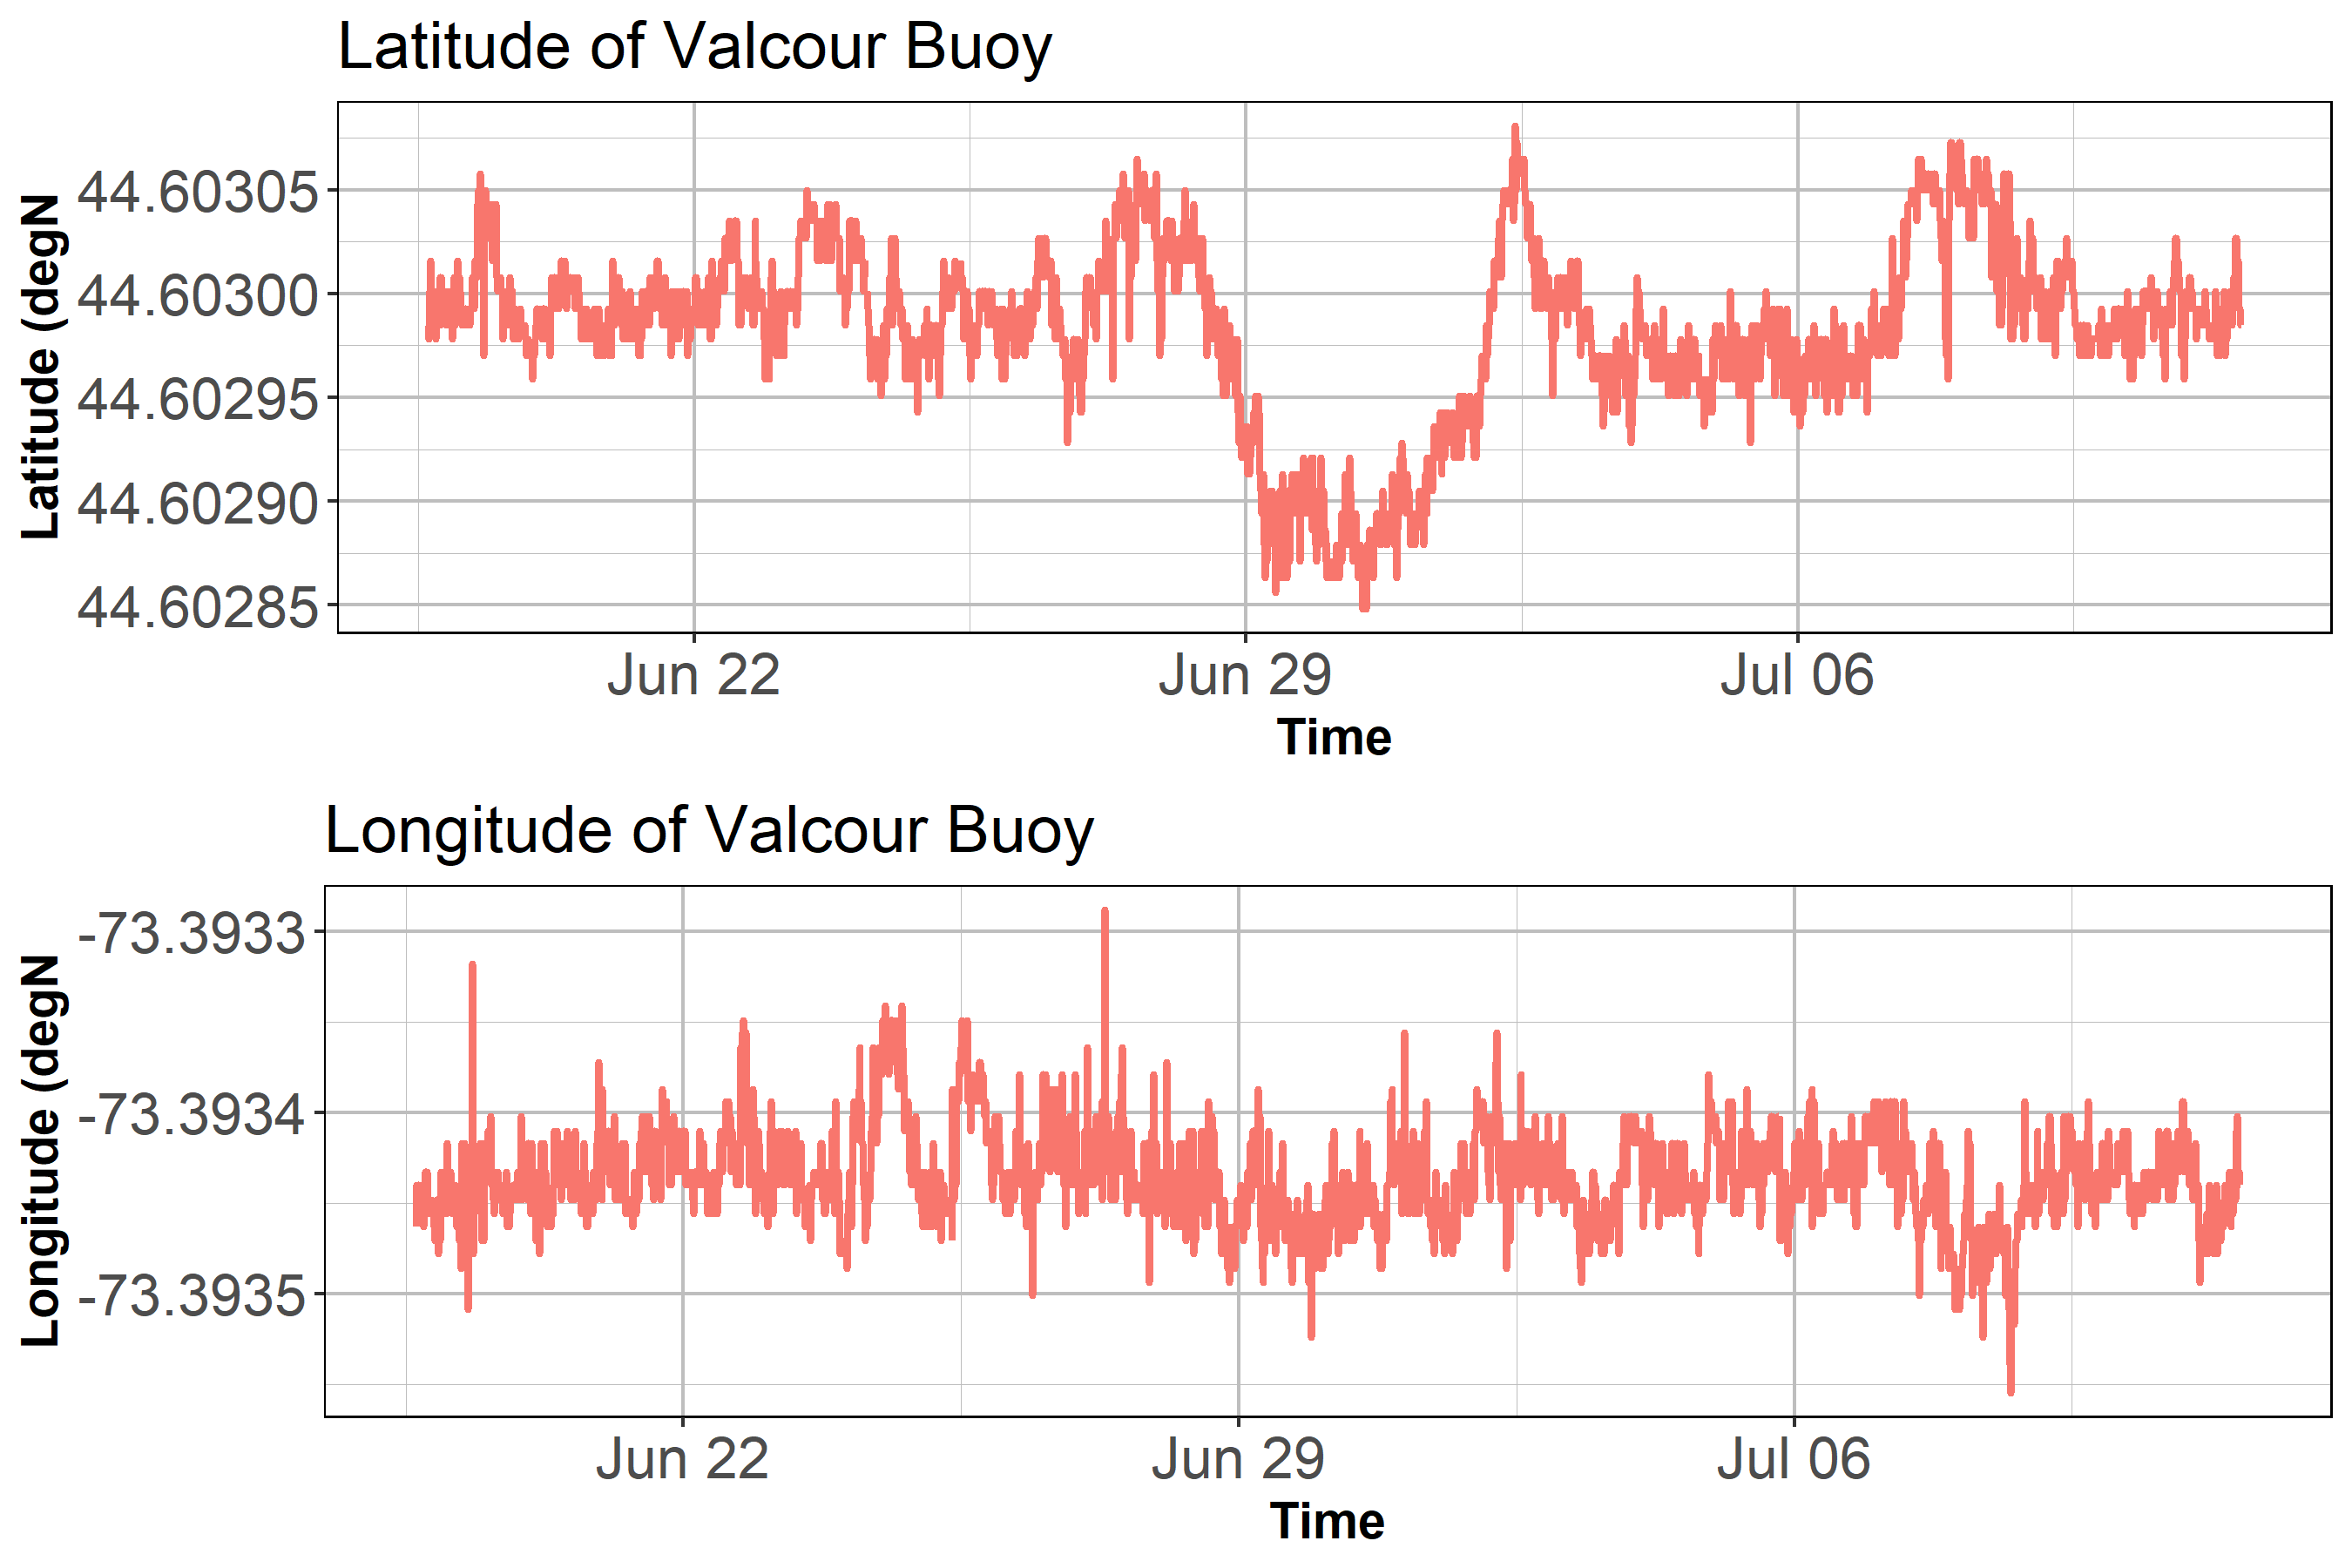 Latitude of Valcour Buoy
Latitude (degN
44.60305
44.60300
44.60295
44.60290
44.60285
Jun 22 Jun 29 Jul 06
Time
Longitude of Valcour Buoy
Longitude (degN
-73.3933
-73.3934
-73.3935
Jun 22 Jun 29 Jul 06
Time